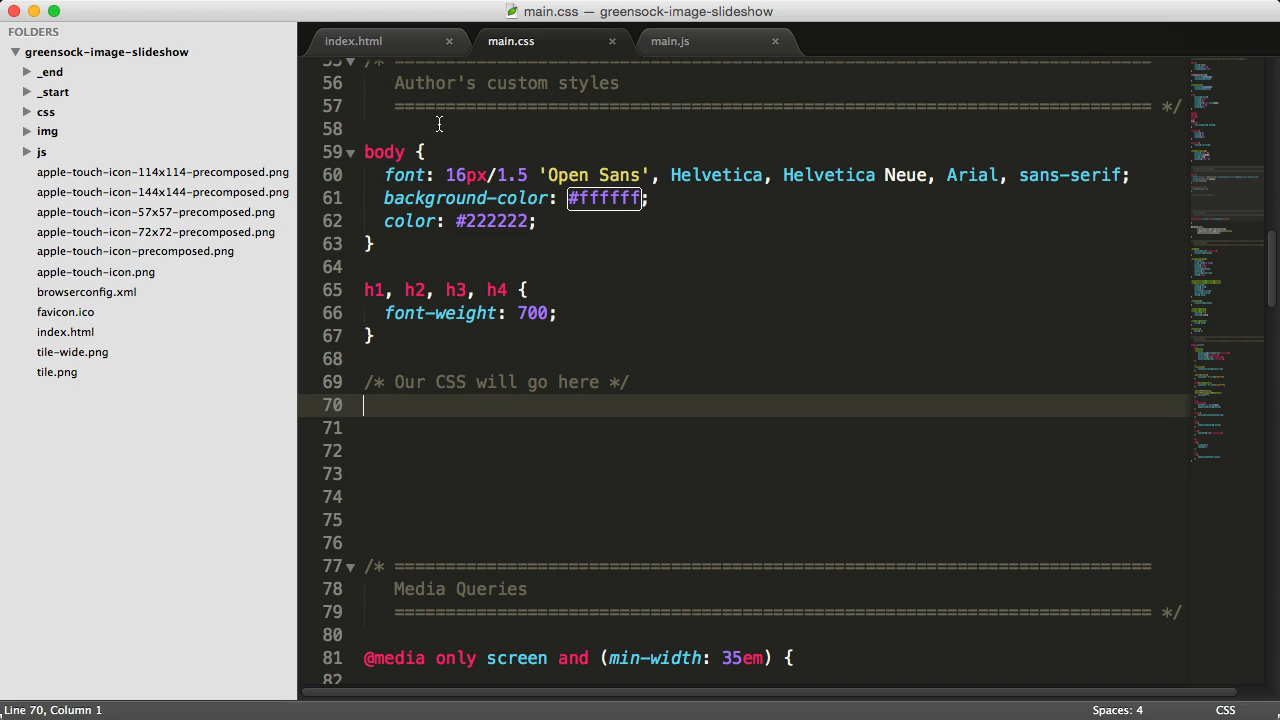 main.css — greensock-image-slideshow
FOLDERS
greensock-image-slideshow
_end
_start
css
img
js
apple-touch-icon-114x114-precomposed.png
apple-touch-icon-144x144-precomposed.png
apple-touch-icon-57x57-precomposed.png
apple-touch-icon-72x72-precomposed.png
apple-touch-icon-precomposed.png
apple-touch-icon.png
browserconfig.xml
favicon.ico
index.html
tile-wide.png
tile.png
index.html × main.css × main.js ×
55 /* ==========================================================================
56 Author's custom styles
57 ========================================================================== */
58
59 body {
60 font: 16px/1.5 'Open Sans', Helvetica, Helvetica Neue, Arial, sans-serif;
61 background-color: #ffffff;
62 color: #222222;
63 }
64
65 h1, h2, h3, h4 {
66 font-weight: 700;
67 }
68
69 /* Our CSS will go here */
70
71
72
73
74
75
76
77 /* ==========================================================================
78 Media Queries
79 ========================================================================== */
80
81 @media only screen and (min-width: 35em) {
82
Line 70, Column 1 Spaces: 4 CSS